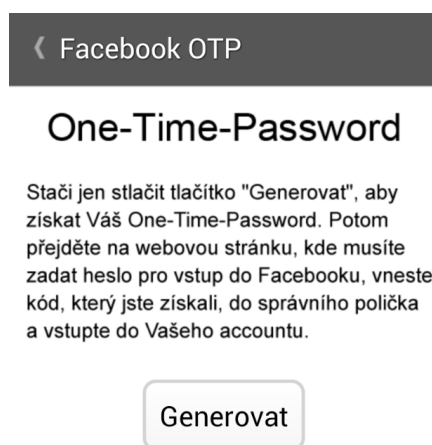 Facebook OTP
One-Time-Password
Stači jen stlačit tlačítko "Generovat", aby
získat Váš One-Time-Password. Potom
přejděte na webovou stránku, kde musíte
zadat heslo pro vstup do Facebooku, vneste
kód, který jste získali, do správního polička
a vstupte do Vašeho accountu.
Generovat